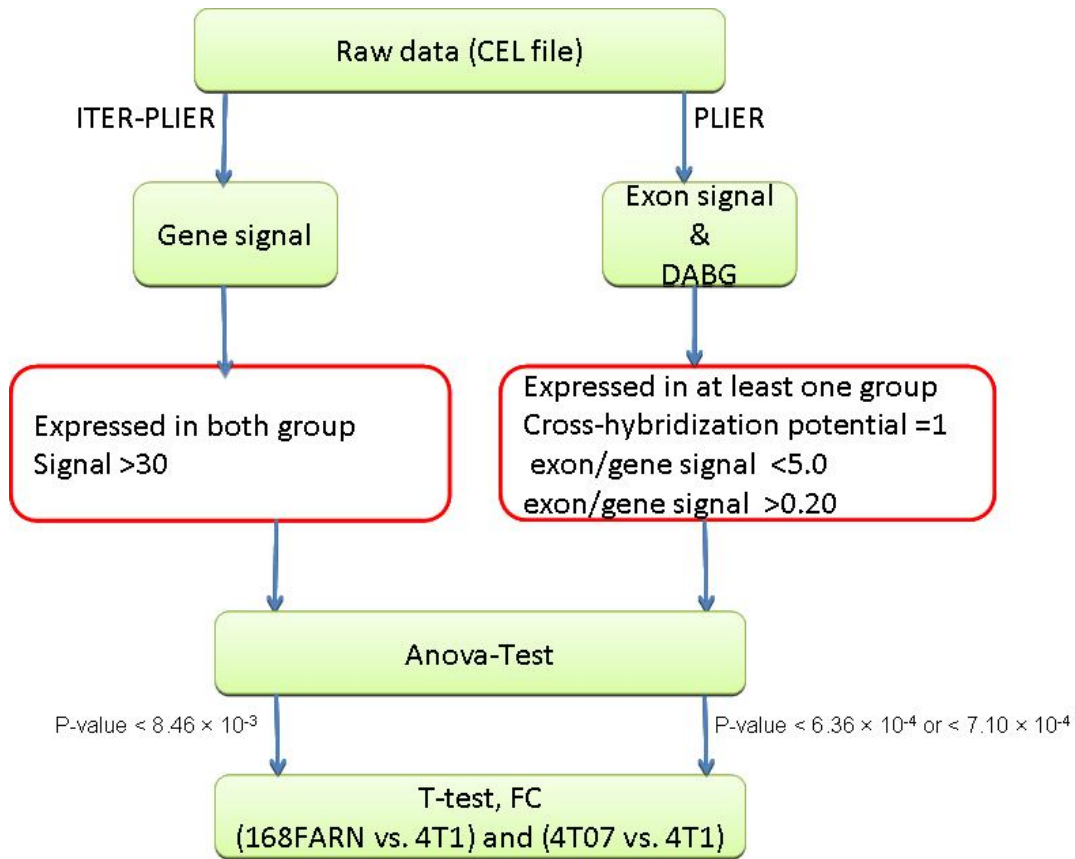 Raw data (CEL file)
ITER-PLIER
PLIER
Gene signal
Exon signal
&
DABG
Expressed in both group
Signal >30
Expressed in at least one group
Cross-hybridization potential =1
exon/gene signal <5.0
exon/gene signal >0.20
Anova-Test
P-value < 8.46 × 10⁻³
P-value < 6.36 × 10⁻⁴ or < 7.10 × 10⁻⁴
T-test, FC
(168FARN vs. 4T1) and (4T07 vs. 4T1)